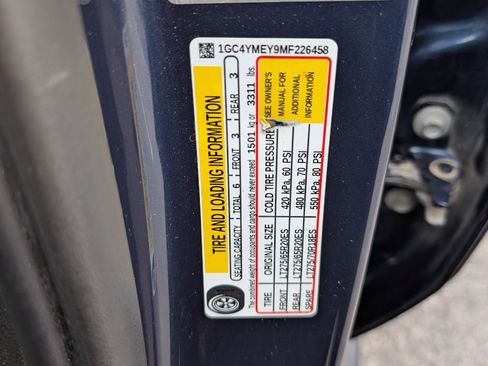 1GC4YMEY9MF226458
TIRE AND LOADING INFORMATION
SEATING CAPACITY TOTAL 6 FRONT 3 REAR 3
The combined weight of occupants and cargo should never exceed 1501 kg or 3311 lbs.
TIRE ORIGINAL SIZE COLD TIRE PRESSURE
FRONT LT275/65R20ES 420 kPa, 60 PSI
REAR LT275/65R20ES 480 kPa, 70 PSI
SPARE LT275/70R18ES 550 kPa, 80 PSI
SEE OWNER'S
MANUAL FOR
ADDITIONAL
INFORMATION